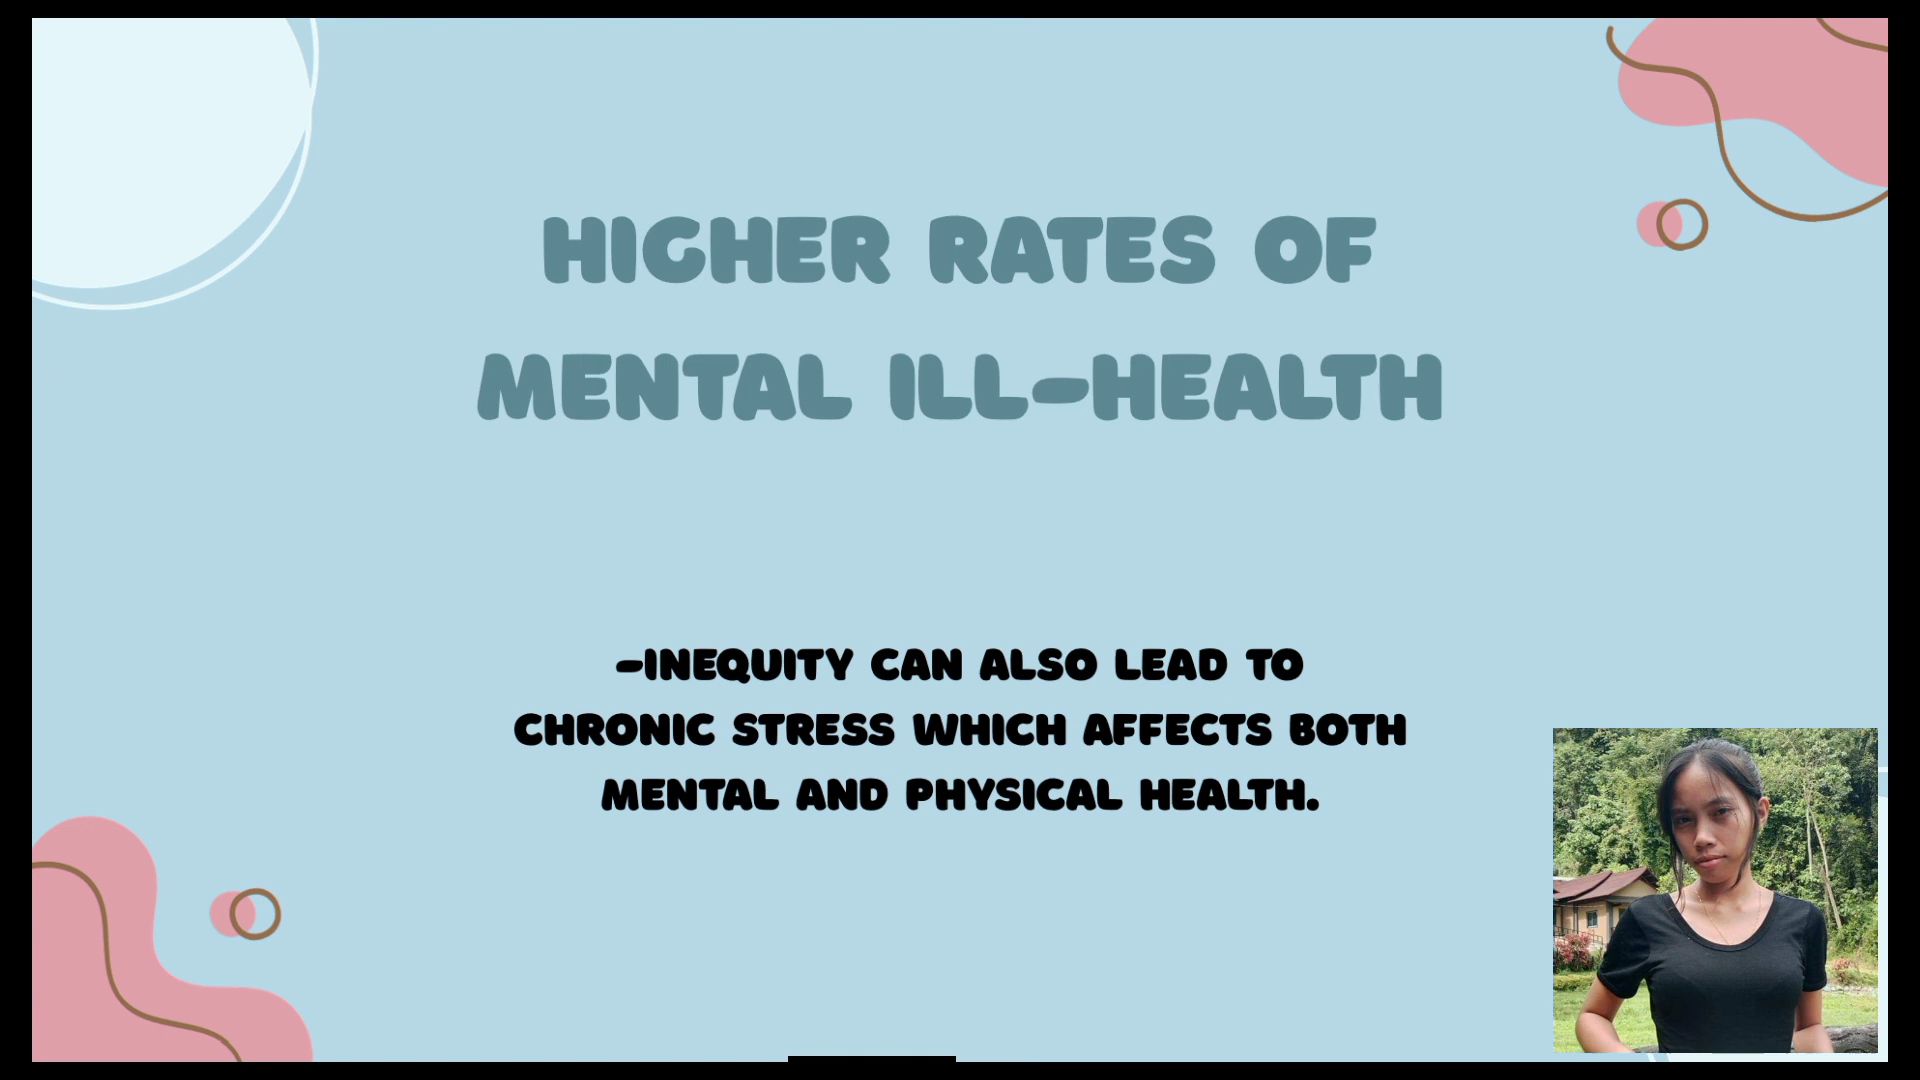 HIGHER RATES OF
MENTAL ILL-HEALTH
-INEQUITY CAN ALSO LEAD TO
CHRONIC STRESS WHICH AFFECTS BOTH
MENTAL AND PHYSICAL HEALTH.